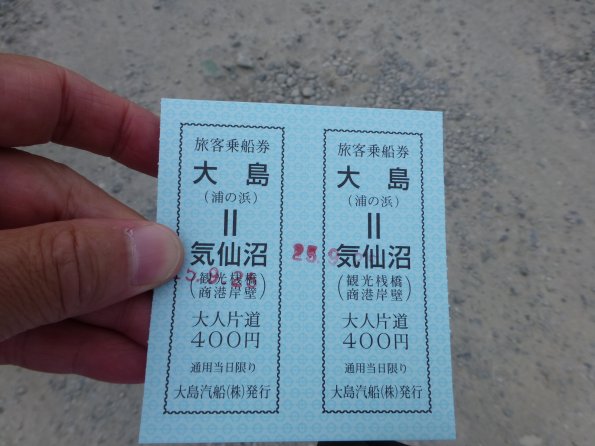 旅客乗船券
大島
(浦の浜)
=
気仙沼
(観光桟橋
商港岸壁)
大人片道
400円
通用当日限り
大島汽船(株)発行
旅客乗船券
大島
(浦の浜)
=
気仙沼
(観光桟橋
商港岸壁)
大人片道
400円
通用当日限り
大島汽船(株)発行